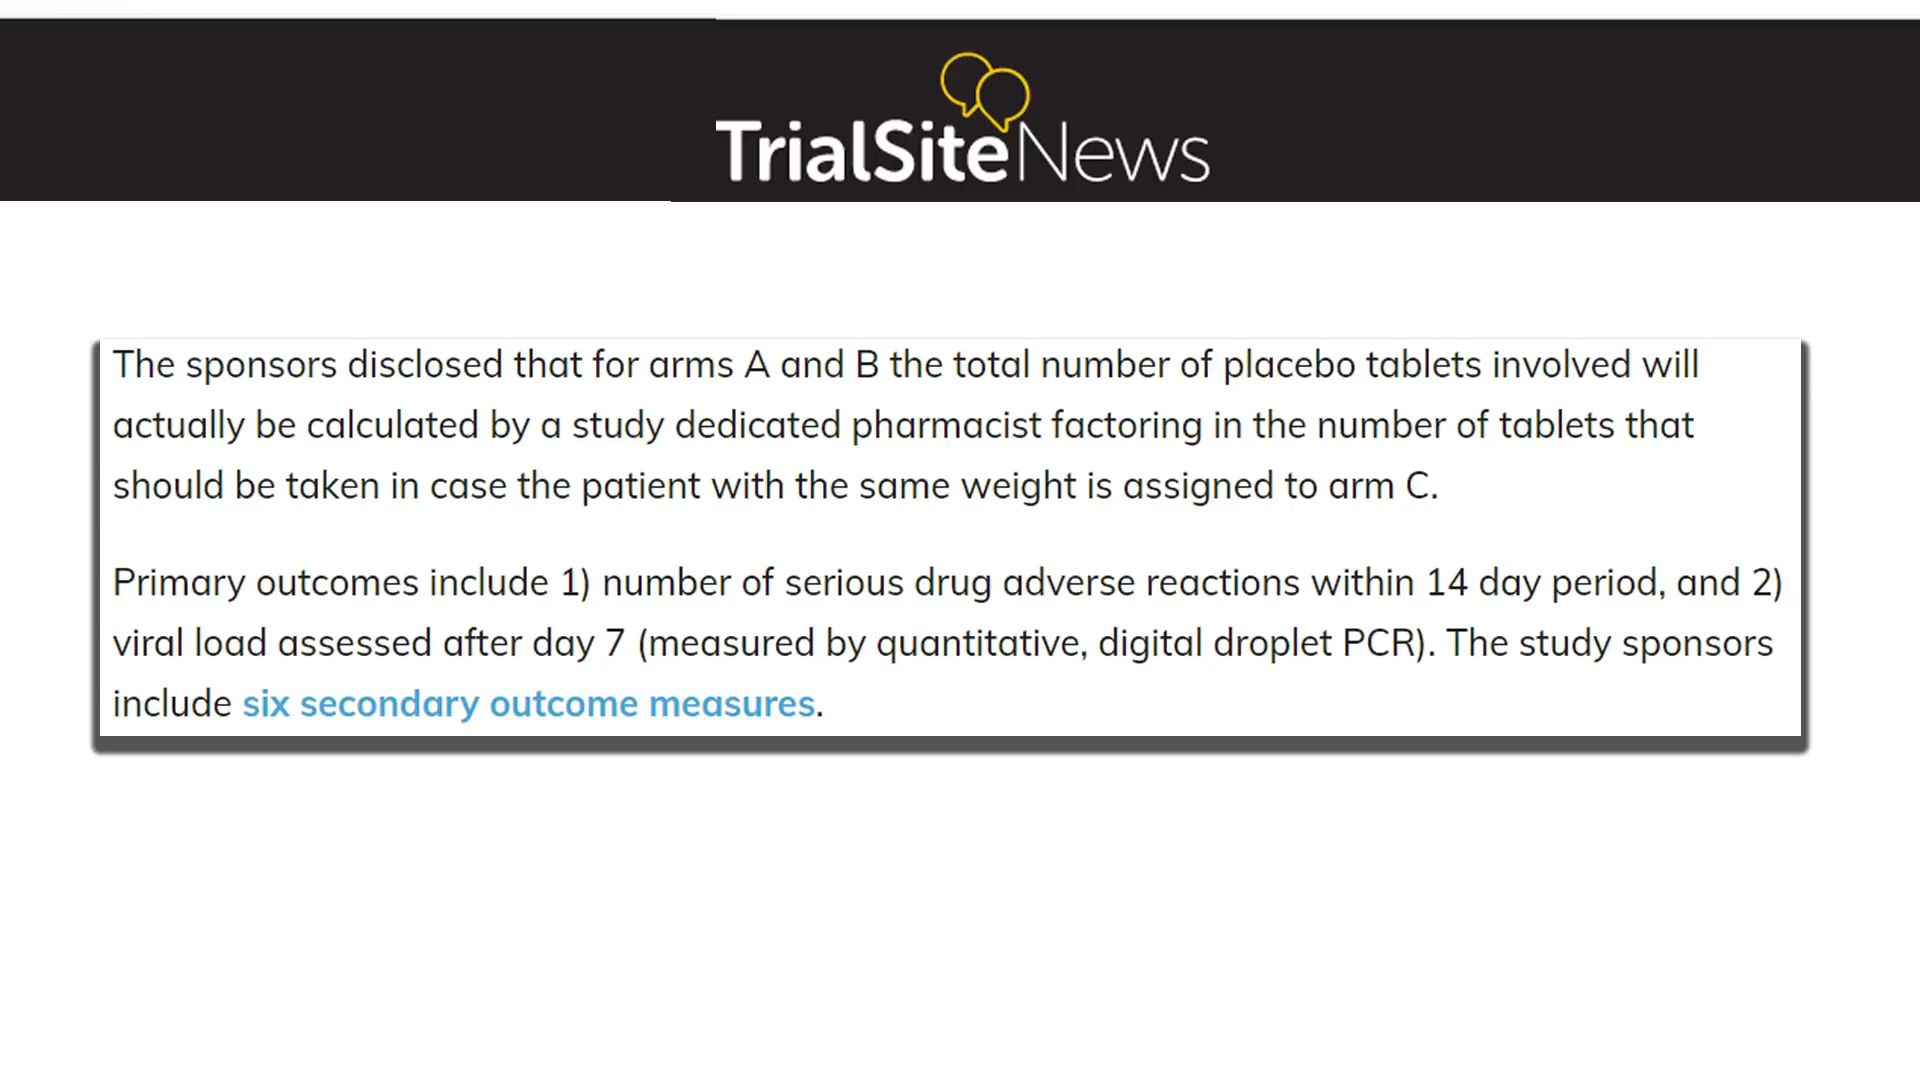 TrialSiteNews
The sponsors disclosed that for arms A and B the total number of placebo tablets involved will
actually be calculated by a study dedicated pharmacist factoring in the number of tablets that
should be taken in case the patient with the same weight is assigned to arm C.
Primary outcomes include 1) number of serious drug adverse reactions within 14 day period, and 2)
viral load assessed after day 7 (measured by quantitative, digital droplet PCR). The study sponsors
include six secondary outcome measures.